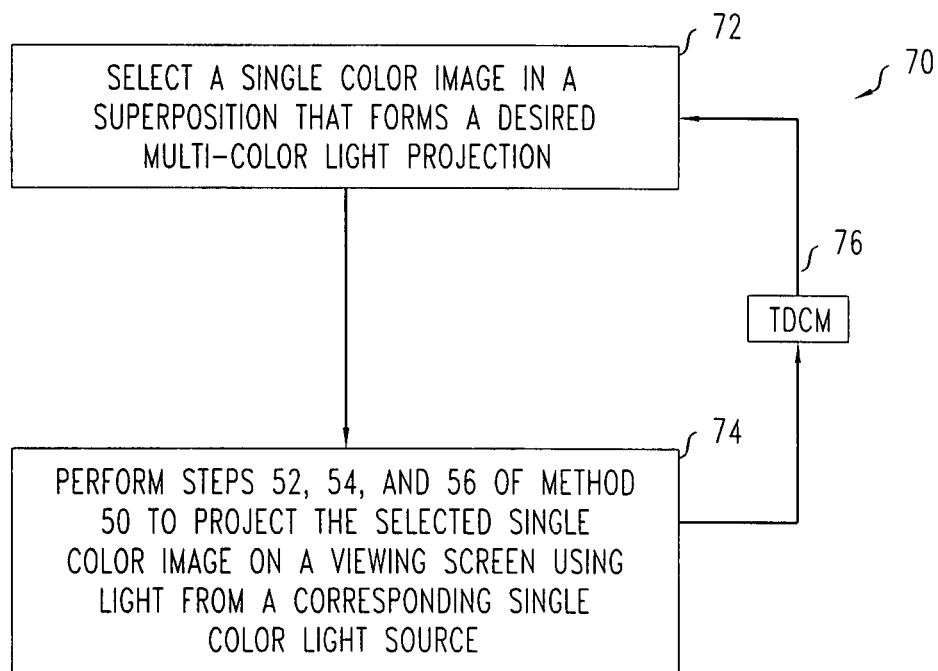 72
70
SELECT A SINGLE COLOR IMAGE IN A
SUPERPOSITION THAT FORMS A DESIRED
MULTI-COLOR LIGHT PROJECTION
76
TDCM
74
PERFORM STEPS 52, 54, AND 56 OF METHOD
50 TO PROJECT THE SELECTED SINGLE
COLOR IMAGE ON A VIEWING SCREEN USING
LIGHT FROM A CORRESPONDING SINGLE
COLOR LIGHT SOURCE